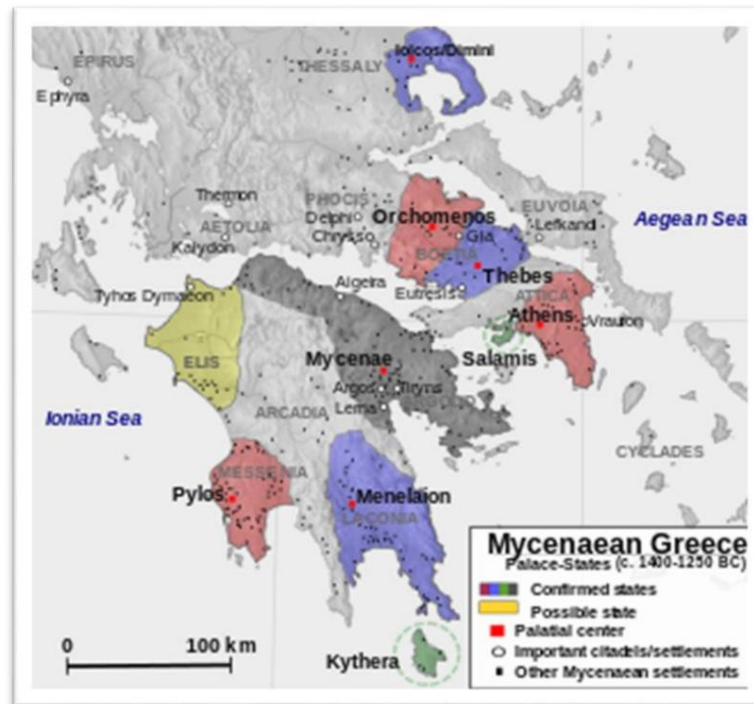 Iolcos/Dimini
EPIRUS
THESSALY
Ephyra
Thermon
PHOCIS
EUVOIA
Delphi
Orchomenos
Aegean Sea
AETOLIA
Chrysso
Gla
Lefkandi
Kalydon
BOEOTIA
Thebes
Algeira
Tyhos Dymaeon
Eutresis
ATTICA
Athens
Vrauron
Mycenae
Salamis
ELIS
Argos
Tiryns
Ionian Sea
ARCADIA
Lerna
CYCLADES
MESSENIA
Pylos
Menelaion
LACONIA
Mycenaean Greece
Palace-States (c. 1400-1250 BC)
Confirmed states
Possible state
Palatial center
0 100 km
Important citadels/settlements
Kythera
Other Mycenaean settlements